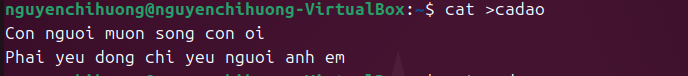 nguyenchihuong@nguyenchihuong-VirtualBox:~$ cat >cadao
Con nguoi muon song con oi
Phai yeu dong chi yeu nguoi anh em